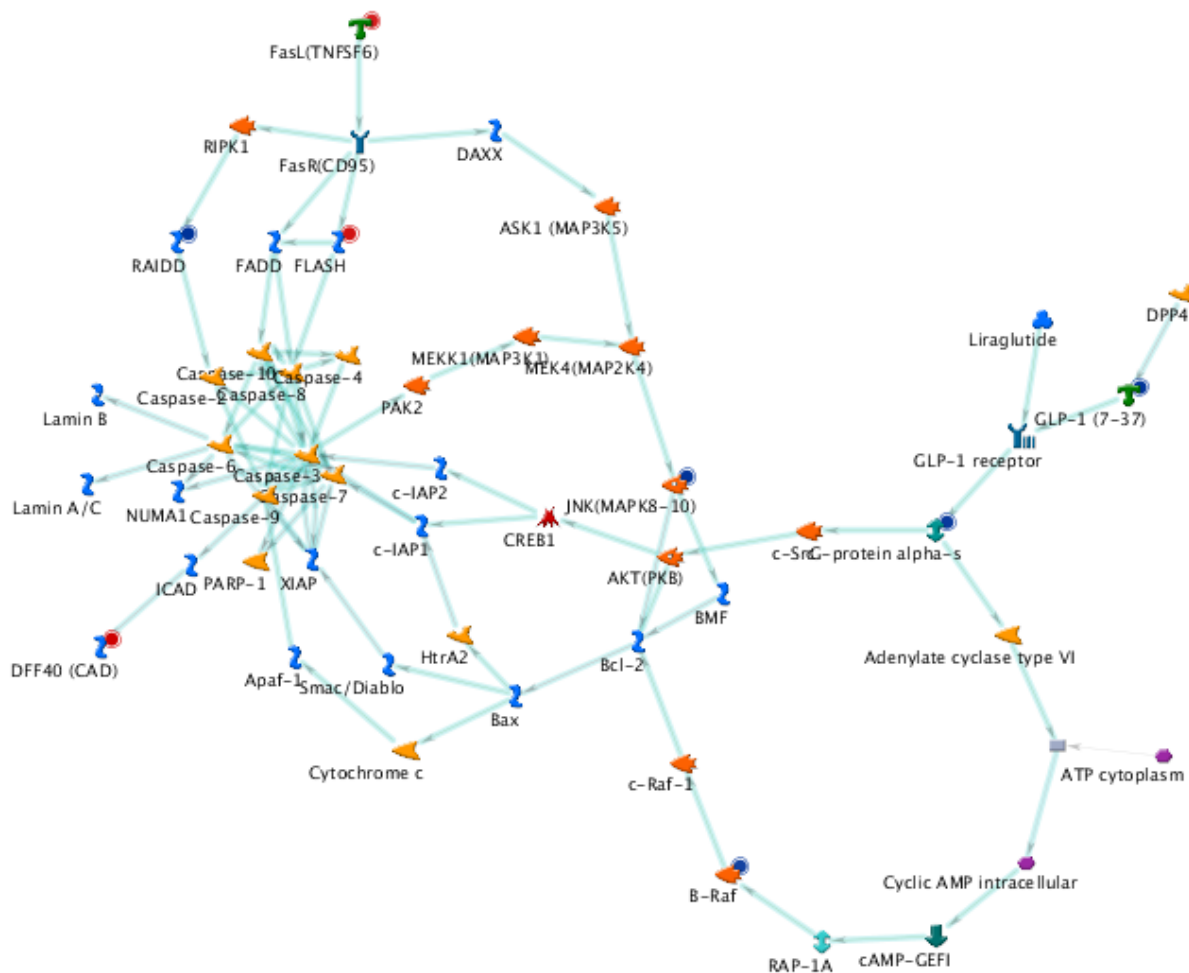 FasL(TNFSF6)
RIPK1
FasR(CD95)
DAXX
ASK1 (MAP3K5)
RAIDD
FADD
FLASH
DPP4
Liraglutide
MEKK1(MAP3K1)
MEK4(MAP2K4)
Caspase-10
Caspase-4
Caspase-2
Caspase-8
PAK2
Lamin B
GLP-1 (7-37)
GLP-1 receptor
Caspase-6
Caspase-3
c-IAP2
Caspase-7
Lamin A/C
NUMA1
Caspase-9
JNK(MAPK8-10)
c-IAP1
CREB1
c-Src
G-protein alpha-s
ICAD
PARP-1
XIAP
AKT(PKB)
BMF
DFF40 (CAD)
HtrA2
Bcl-2
Adenylate cyclase type VI
Apaf-1
Smac/Diablo
Bax
Cytochrome c
c-Raf-1
ATP cytoplasm
Cyclic AMP intracellular
B-Raf
RAP-1A
cAMP-GEFI